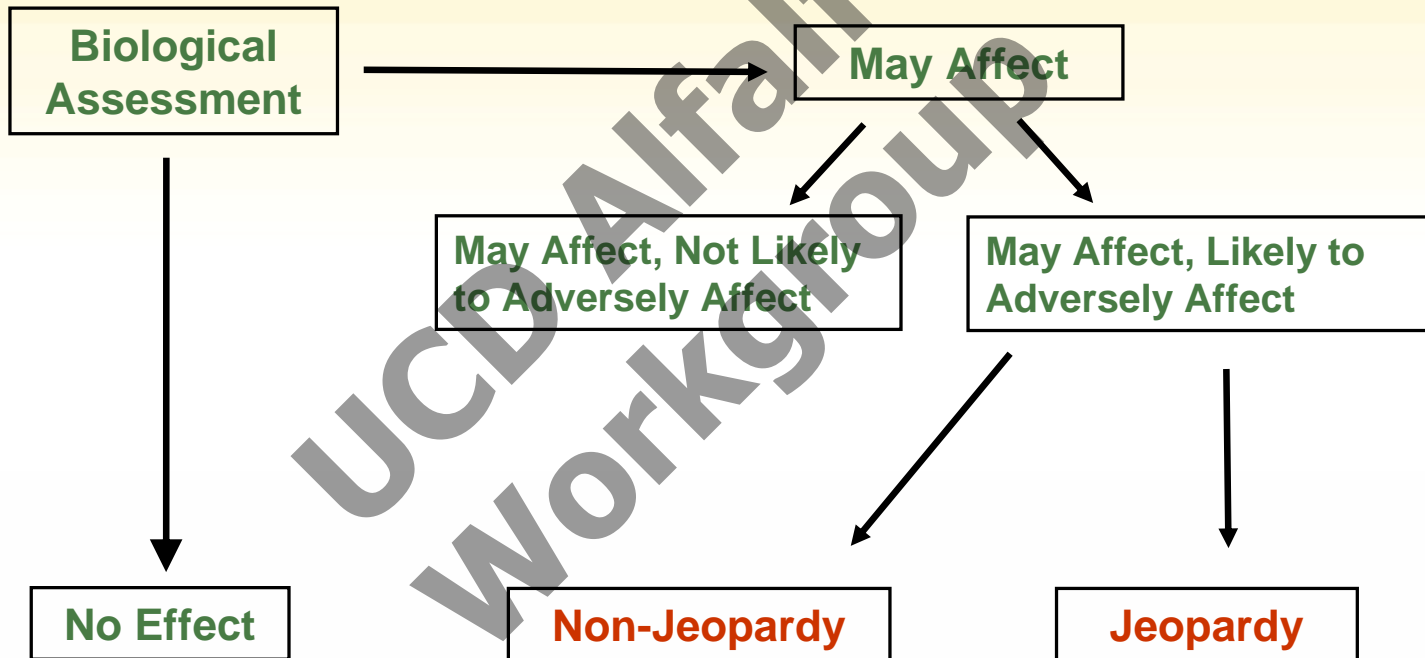 Biological
Assessment
May Affect
May Affect, Not Likely
to Adversely Affect
May Affect, Likely to
Adversely Affect
No Effect
Non-Jeopardy
Jeopardy
UCD
Workgroup